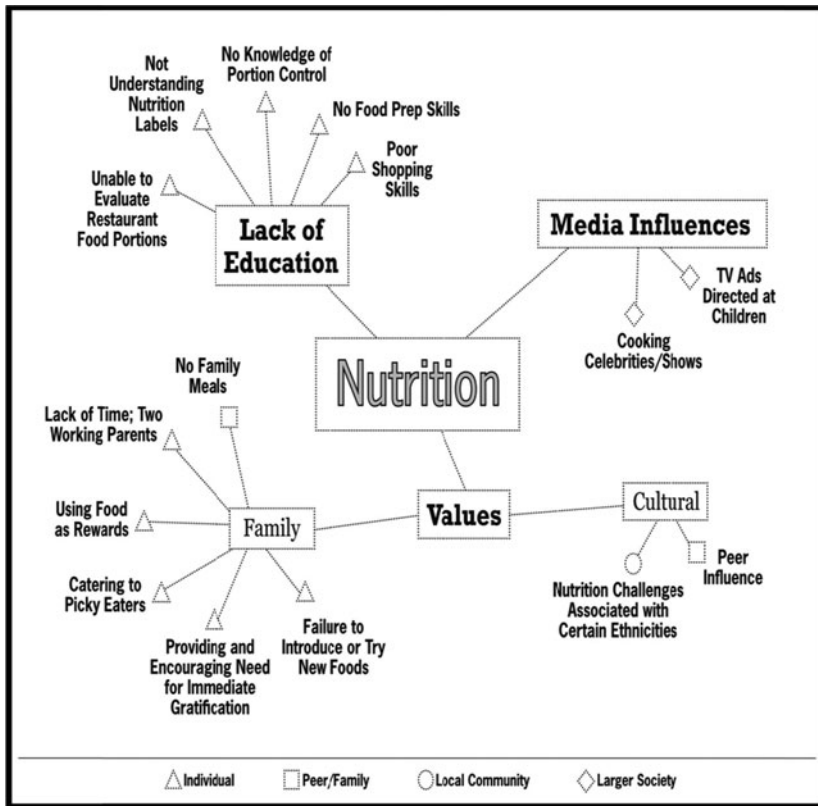 No Knowledge of
Portion Control
Not
Understanding
Nutrition
Labels
No Food Prep Skills
Poor
Shopping
Skills
Unable to
Evaluate
Restaurant
Food Portions
Lack of
Education
Media Influences
TV Ads
Directed at
Children
Cooking
Celebrities/Shows
Nutrition
No Family
Meals
Lack of Time; Two
Working Parents
Using Food
as Rewards
Family
Values
Cultural
Catering to
Picky Eaters
Providing and
Encouraging Need
for Immediate
Gratification
Failure to
Introduce or Try
New Foods
Nutrition Challenges
Associated with
Certain Ethnicities
Peer
Influence
Individual
Peer/Family
Local Community
Larger Society